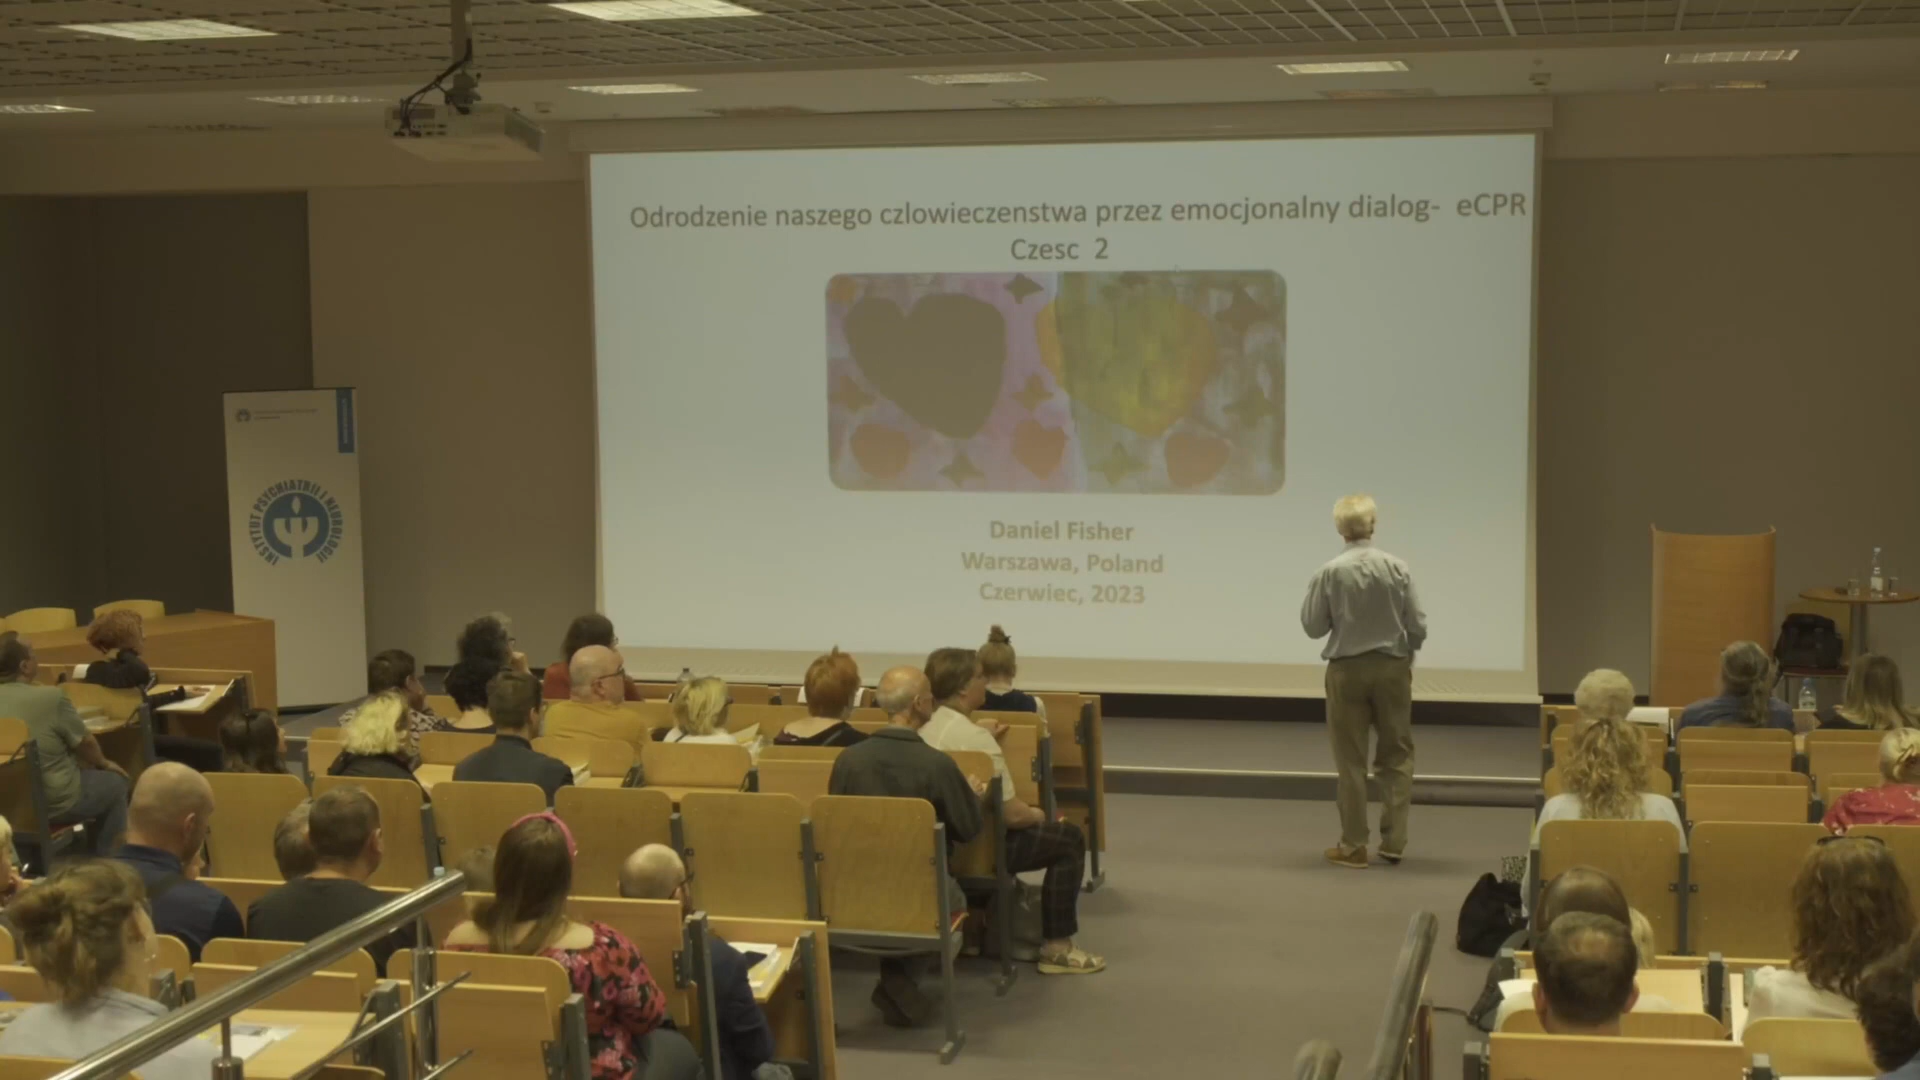 Odrodzenie naszego czlowieczenstwa przez emocjonalny dialog- eCPR
Czesc 2
Daniel Fisher
Warszawa, Poland
Czerwiec, 2023
INSTYTUT PSYCHIATRII I NEUROLOGII